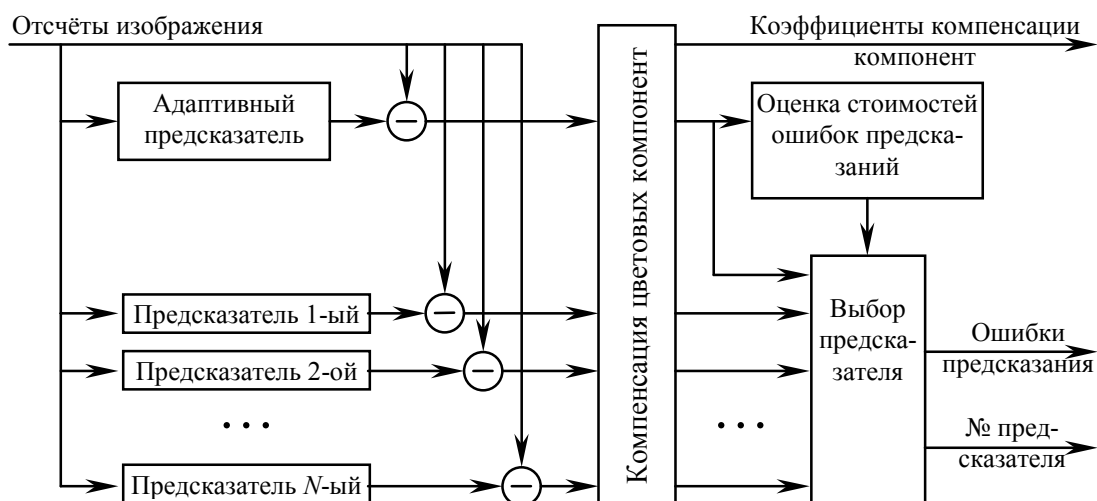 Отсчёты изображения
Коэффициенты компенсации
компонент
Адаптивный
предсказатель
Компенсация цветовых компонент
Оценка стоимостей
ошибок предска-
заний
Предсказатель 1-ый
Предсказатель 2-ой
• • •
Предсказатель N-ый
• • •
Выбор
предска-
зателя
Ошибки
предсказания
№ пред-
сказателя